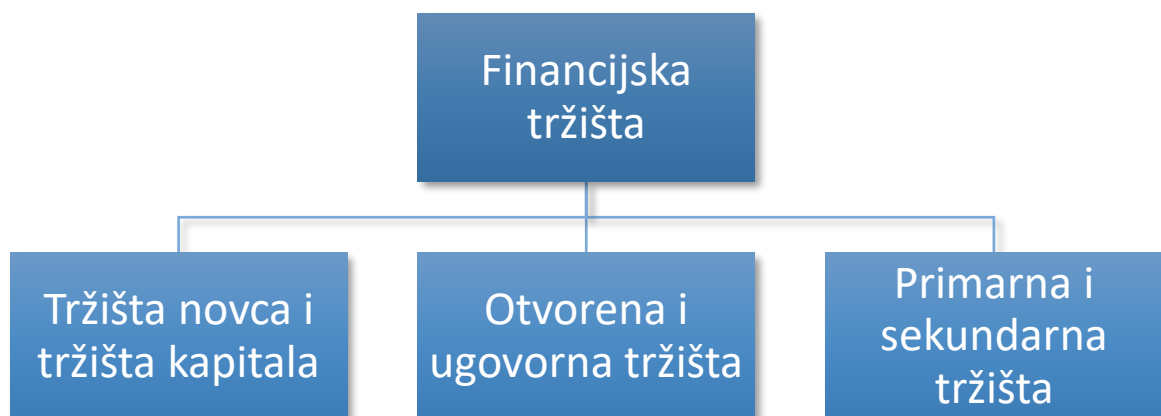 Financijska
tržišta
Tržišta novca i
tržišta kapitala
Otvorena i
ugovorna tržišta
Primarna i
sekundarna
tržišta